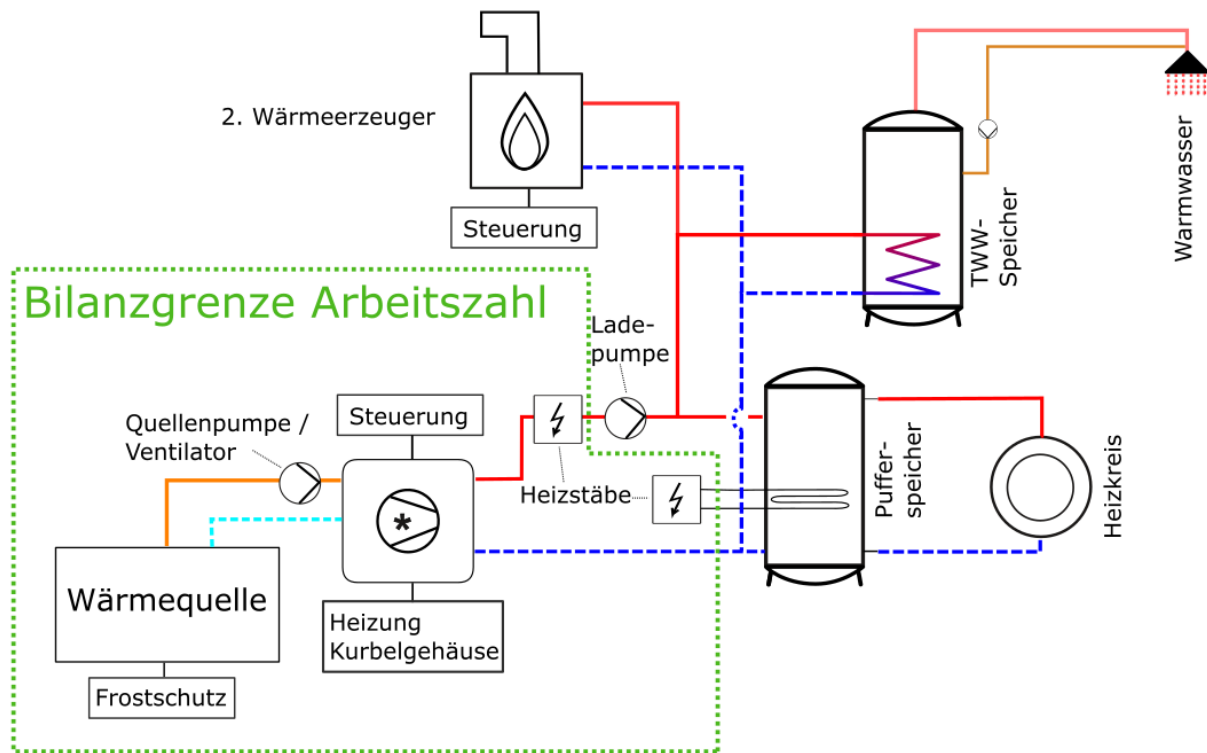 2. Wärmeerzeuger
Steuerung
TWW-
Speicher
Warmwasser
Bilanzgrenze Arbeitszahl
Lade-
pumpe
Quellenpumpe /
Ventilator
Steuerung
Heizstäbe
Puffer-
speicher
Heizkreis
*
Wärmequelle
Heizung
Kurbelgehäuse
Frostschutz